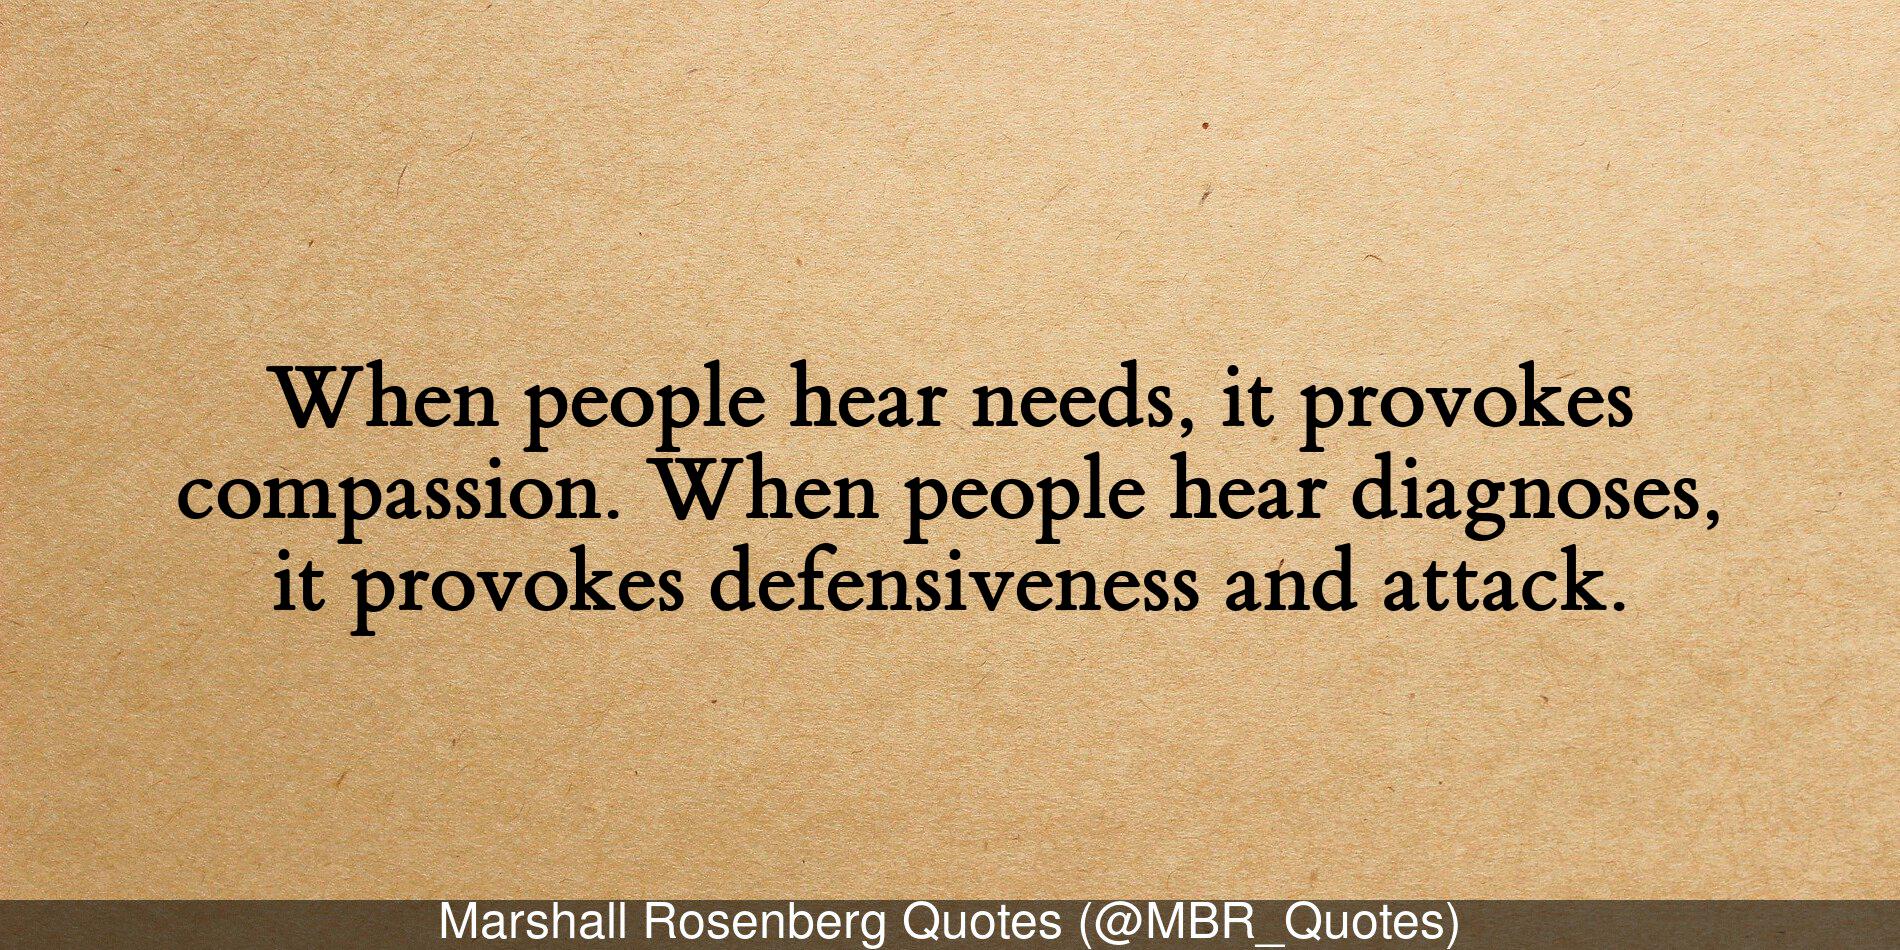 When people hear needs, it provokes
compassion. When people hear diagnoses,
it provokes defensiveness and attack.
Marshall Rosenberg Quotes (@MBR_Quotes)